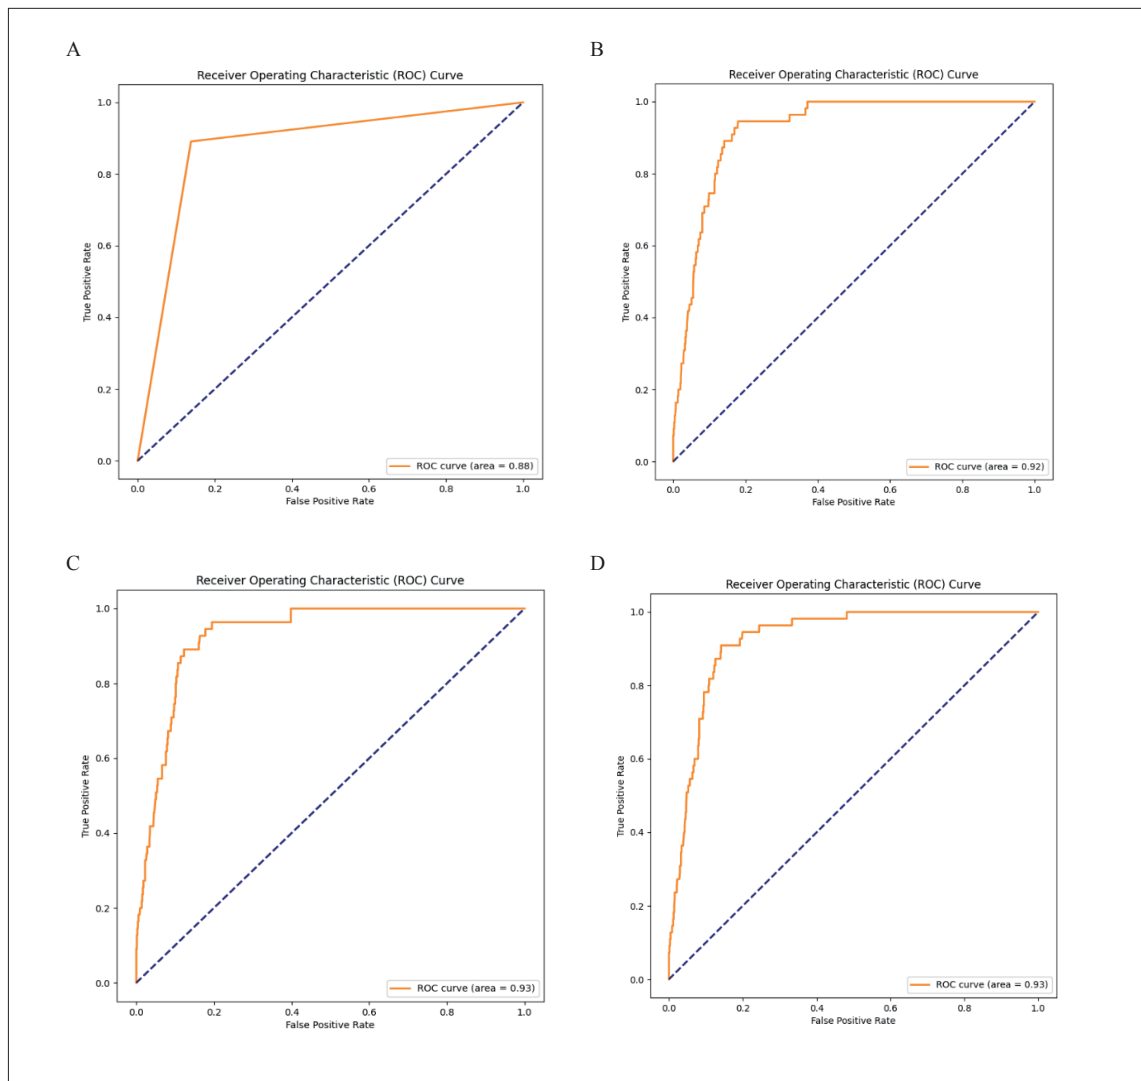 A
Receiver Operating Characteristic (ROC) Curve
1.0
0.8
0.6
0.4
0.2
0.0
True Positive Rate
ROC curve (area = 0.88)
0.0 0.2 0.4 0.6 0.8 1.0
False Positive Rate
B
Receiver Operating Characteristic (ROC) Curve
1.0
0.8
0.6
0.4
0.2
0.0
True Positive Rate
ROC curve (area = 0.92)
0.0 0.2 0.4 0.6 0.8 1.0
False Positive Rate
C
Receiver Operating Characteristic (ROC) Curve
1.0
0.8
0.6
0.4
0.2
0.0
True Positive Rate
ROC curve (area = 0.93)
0.0 0.2 0.4 0.6 0.8 1.0
False Positive Rate
D
Receiver Operating Characteristic (ROC) Curve
1.0
0.8
0.6
0.4
0.2
0.0
True Positive Rate
ROC curve (area = 0.93)
0.0 0.2 0.4 0.6 0.8 1.0
False Positive Rate